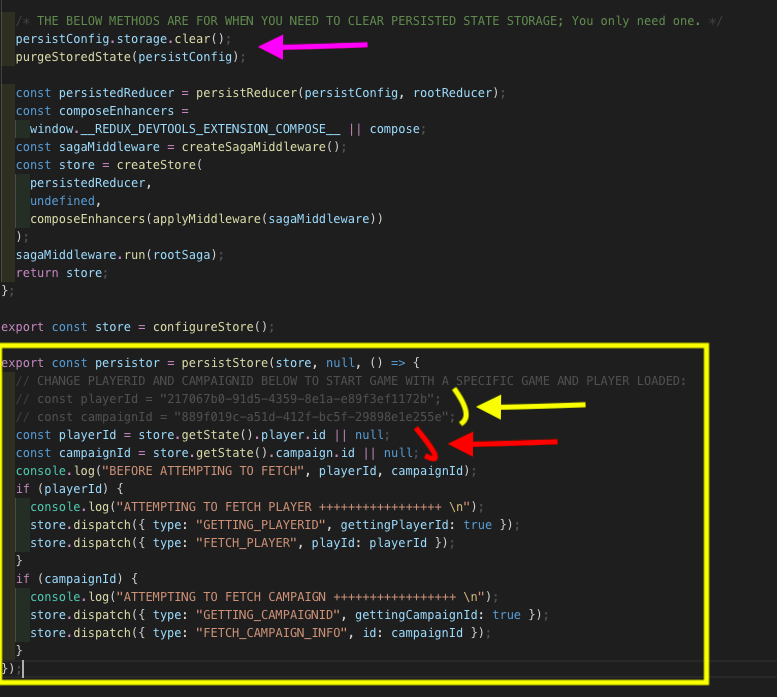 /* THE BELOW METHODS ARE FOR WHEN YOU NEED TO CLEAR PERSISTED STATE STORAGE; You only need one. */
persistConfig.storage.clear();
purgeStoredState(persistConfig);
const persistedReducer = persistReducer(persistConfig, rootReducer);
const composeEnhancers =
window.__REDUX_DEVTOOLS_EXTENSION_COMPOSE__ || compose;
const sagaMiddleware = createSagaMiddleware();
const store = createStore(
persistedReducer,
undefined,
composeEnhancers(applyMiddleware(sagaMiddleware))
);
sagaMiddleware.run(rootSaga);
return store;
};
export const store = configureStore();
export const persistor = persistStore(store, null, () => {
// CHANGE PLAYERID AND CAMPAIGNID BELOW TO START GAME WITH A SPECIFIC GAME AND PLAYER LOADED:
// const playerId = "217067b0-91d5-4359-8e1a-e89f3ef1172b";
// const campaignId = "889f019c-a51d-412f-bc5f-29898e1e255e";
const playerId = store.getState().player.id || null;
const campaignId = store.getState().campaign.id || null;
console.log("BEFORE ATTEMPTING TO FETCH", playerId, campaignId);
if (playerId) {
console.log("ATTEMPTING TO FETCH PLAYER +++++++++++++++++ \n");
store.dispatch({ type: "GETTING_PLAYERID", gettingPlayerId: true });
store.dispatch({ type: "FETCH_PLAYER", playId: playerId });
}
if (campaignId) {
console.log("ATTEMPTING TO FETCH CAMPAIGN +++++++++++++++++ \n");
store.dispatch({ type: "GETTING_CAMPAIGNID", gettingCampaignId: true });
store.dispatch({ type: "FETCH_CAMPAIGN_INFO", id: campaignId });
}
});